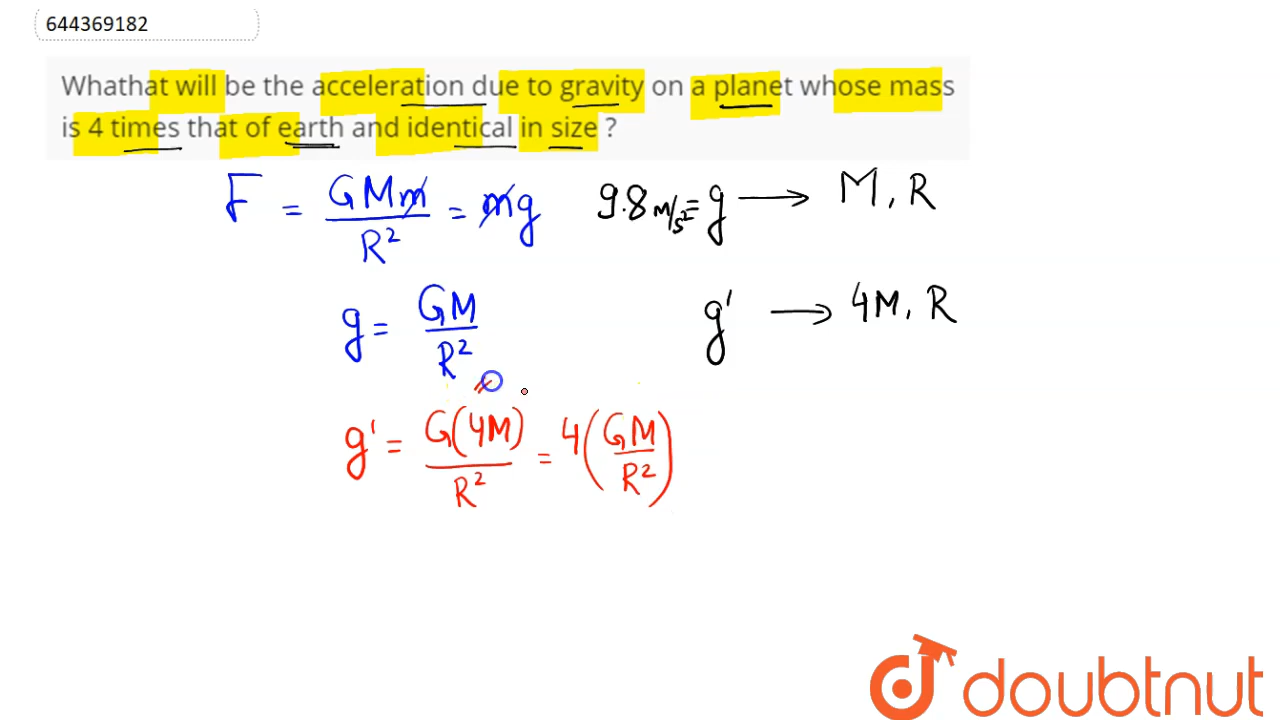 644369182
Whathat will be the acceleration due to gravity on a planet whose mass
is 4 times that of earth and identical in size ?
F = GMm/R² = mg
9.8 m/s² = g → M, R
g = GM/R²
g' → 4M, R
g' = G(4M)/R² = 4(GM/R²)
doubtnut